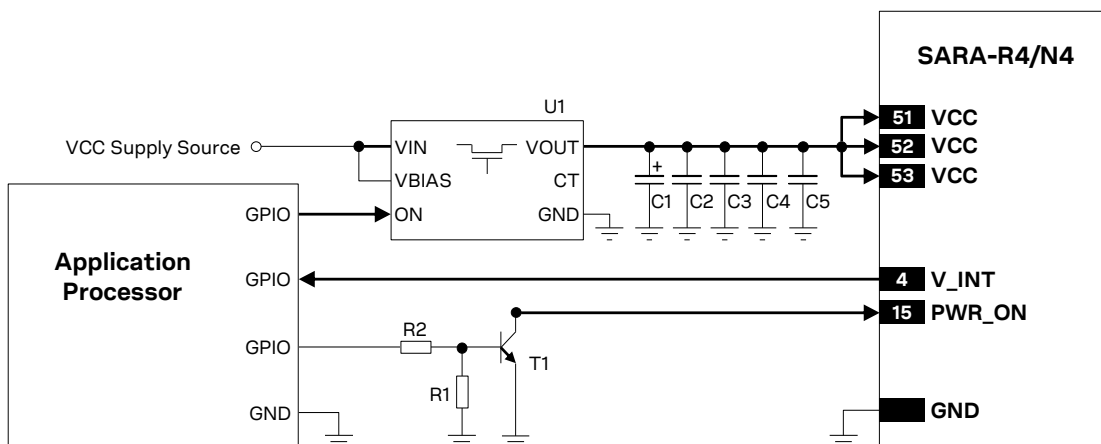 SARA-R4/N4
U1
51 VCC
VCC Supply Source
VIN
VOUT
52 VCC
VBIAS
CT
+
53 VCC
C1
C2
C3
C4
C5
GPIO
ON
GND
Application
Processor
GPIO
4 V_INT
15 PWR_ON
R2
GPIO
T1
R1
GND
GND